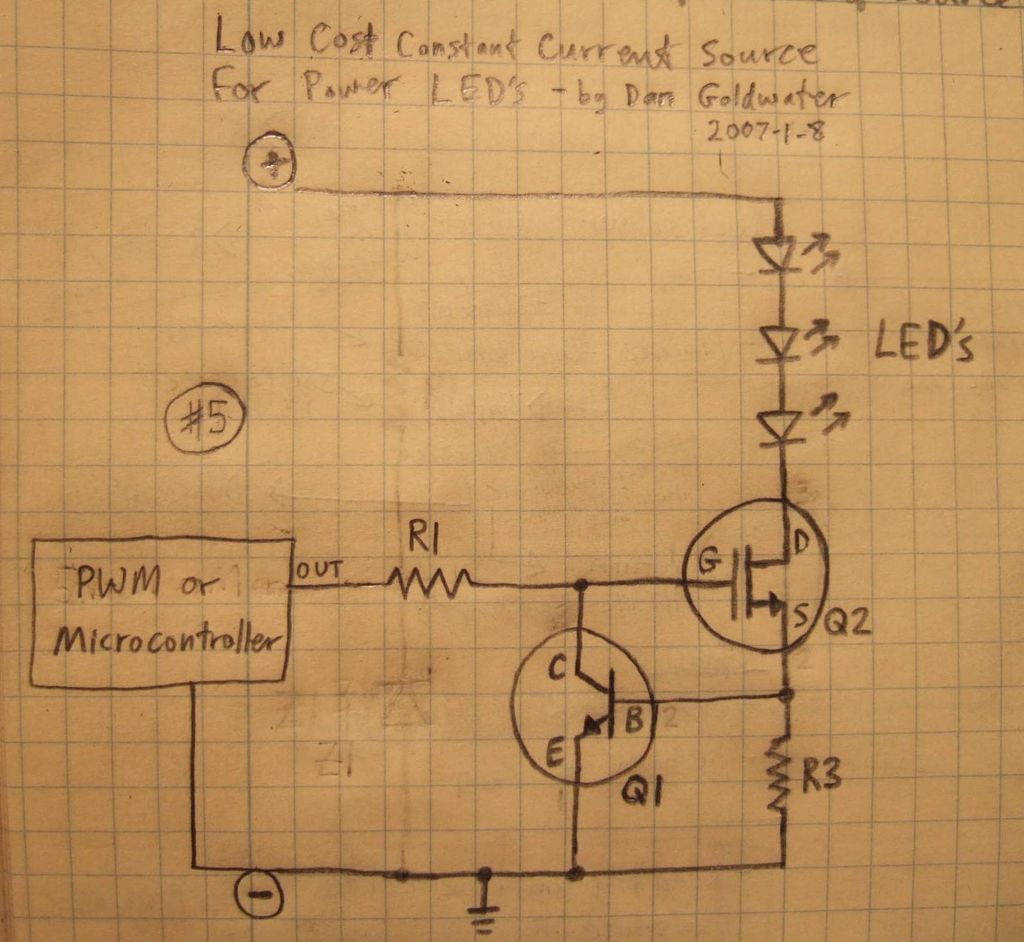 Low Cost Constant Current Source
For Power LED's - by Dan Goldwater
2007-1-8
+
LED's
#5
R1
OUT
PWM or
Microcontroller
G
D
S
Q2
C
B
E
Q1
R3
-